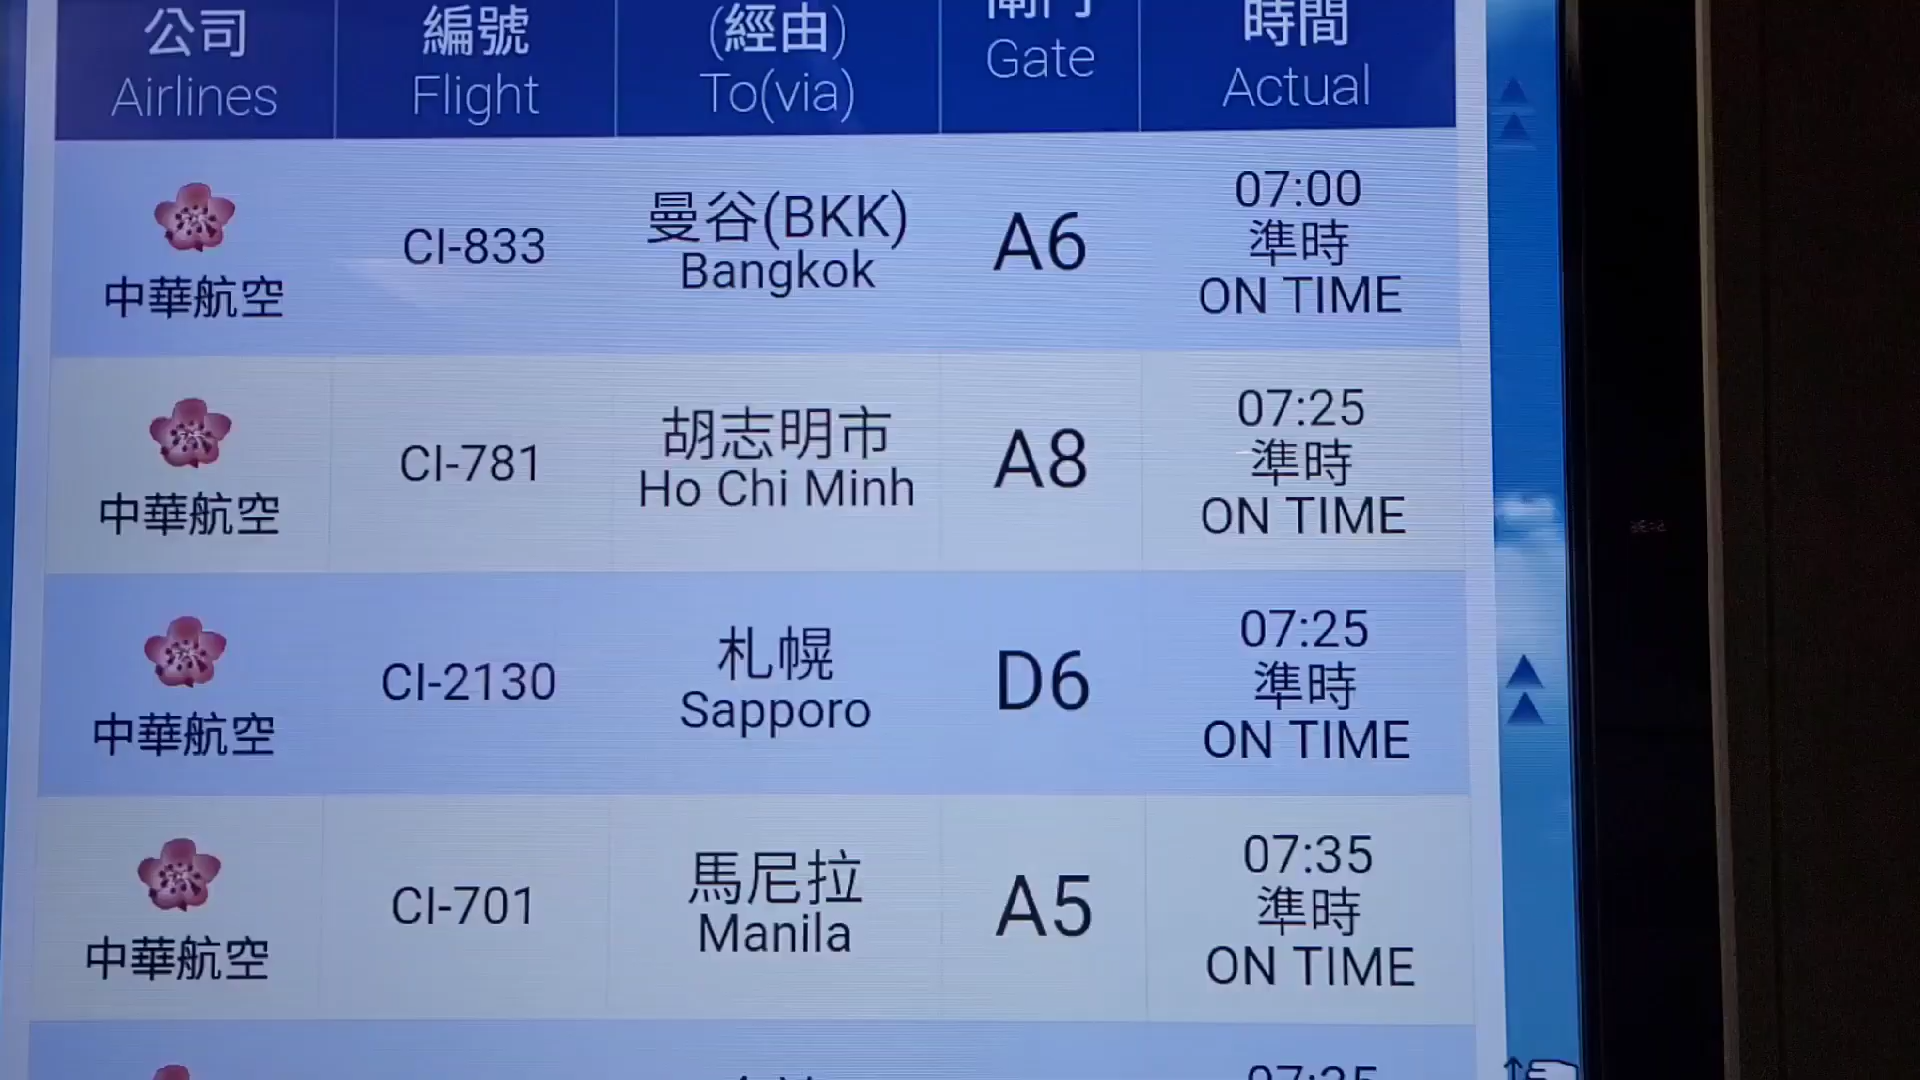 公司
Airlines
編號
Flight
(經由)
To(via)
閘門
Gate
時間
Actual
中華航空
CI-833
曼谷(BKK)
Bangkok
A6
07:00
準時
ON TIME
中華航空
CI-781
胡志明市
Ho Chi Minh
A8
07:25
準時
ON TIME
中華航空
CI-2130
札幌
Sapporo
D6
07:25
準時
ON TIME
中華航空
CI-701
馬尼拉
Manila
A5
07:35
準時
ON TIME
07:35